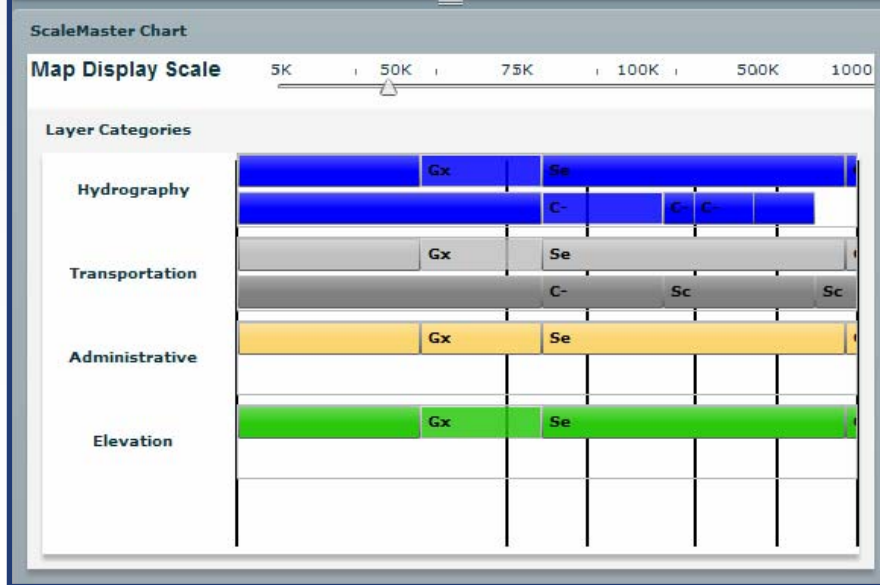 ScaleMaster Chart
Map Display Scale 5K 50K 75K 100K 500K 1000
Layer Categories
Hydrography Gx Se
C- C- C-
Transportation Gx Se
C- Sc Sc
Administrative Gx Se
Elevation Gx Se